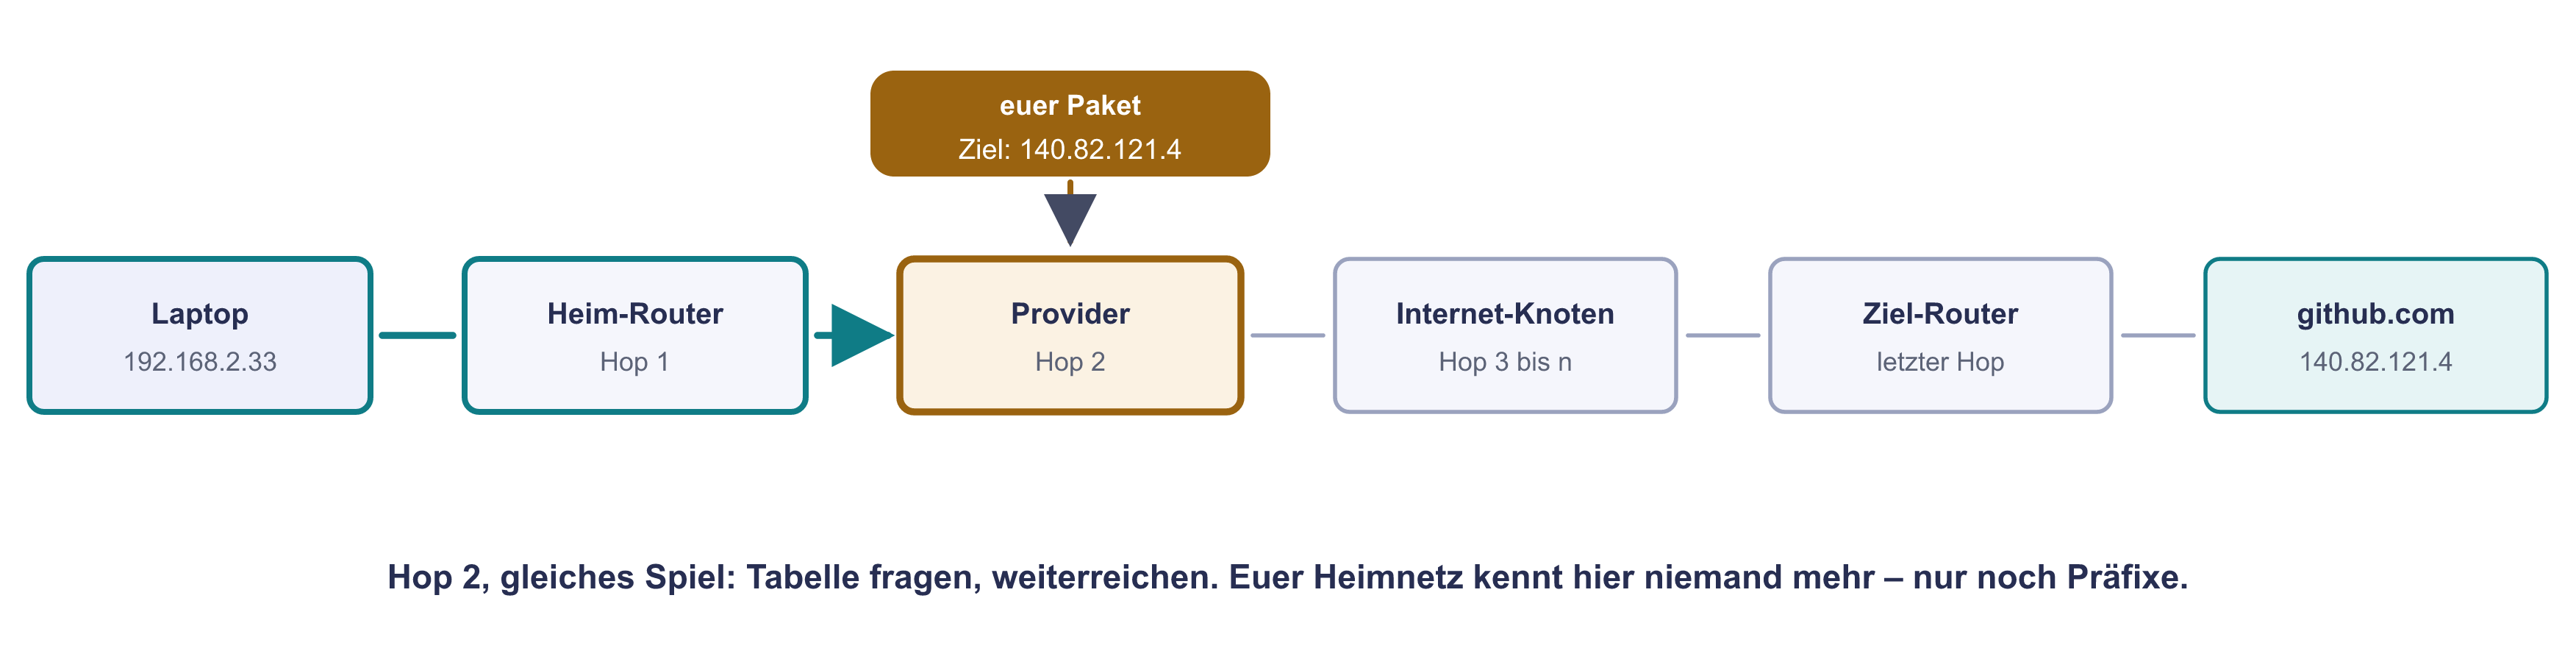 euer Paket
Ziel: 140.82.121.4
Laptop
192.168.2.33
Heim-Router
Hop 1
Provider
Hop 2
Internet-Knoten
Hop 3 bis n
Ziel-Router
letzter Hop
github.com
140.82.121.4
Hop 2, gleiches Spiel: Tabelle fragen, weiterreichen. Euer Heimnetz kennt hier niemand mehr – nur noch Präfixe.